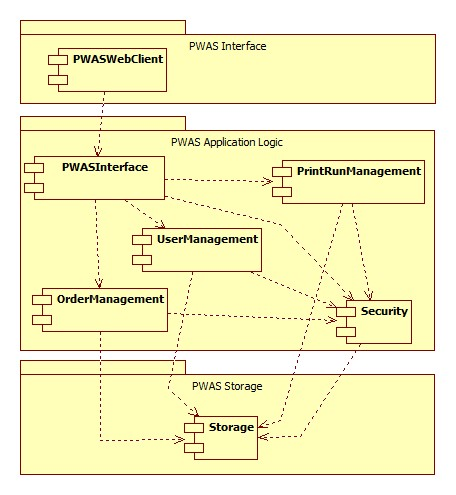 PWAS Interface
PWASWebClient
PWAS Application Logic
PWASInterface
PrintRunManagement
UserManagement
OrderManagement
Security
PWAS Storage
Storage